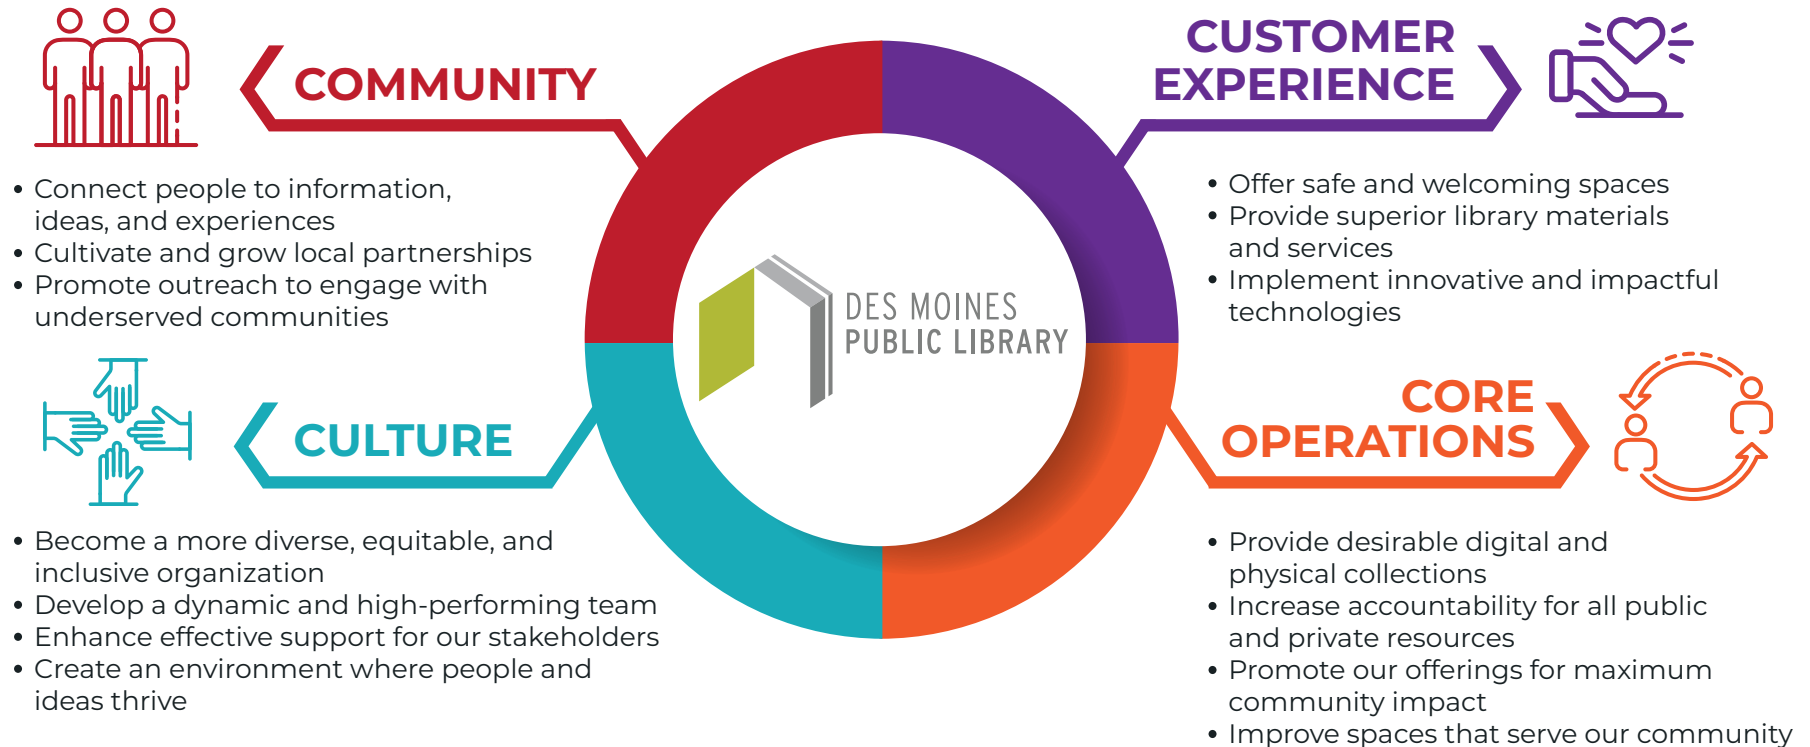 COMMUNITY
• Connect people to information,
ideas, and experiences
• Cultivate and grow local partnerships
• Promote outreach to engage with
underserved communities
CUSTOMER
EXPERIENCE
• Offer safe and welcoming spaces
• Provide superior library materials
and services
• Implement innovative and impactful
technologies
DES MOINES
PUBLIC LIBRARY
CULTURE
• Become a more diverse, equitable, and
inclusive organization
• Develop a dynamic and high-performing team
• Enhance effective support for our stakeholders
• Create an environment where people and
ideas thrive
CORE
OPERATIONS
• Provide desirable digital and
physical collections
• Increase accountability for all public
and private resources
• Promote our offerings for maximum
community impact
• Improve spaces that serve our community